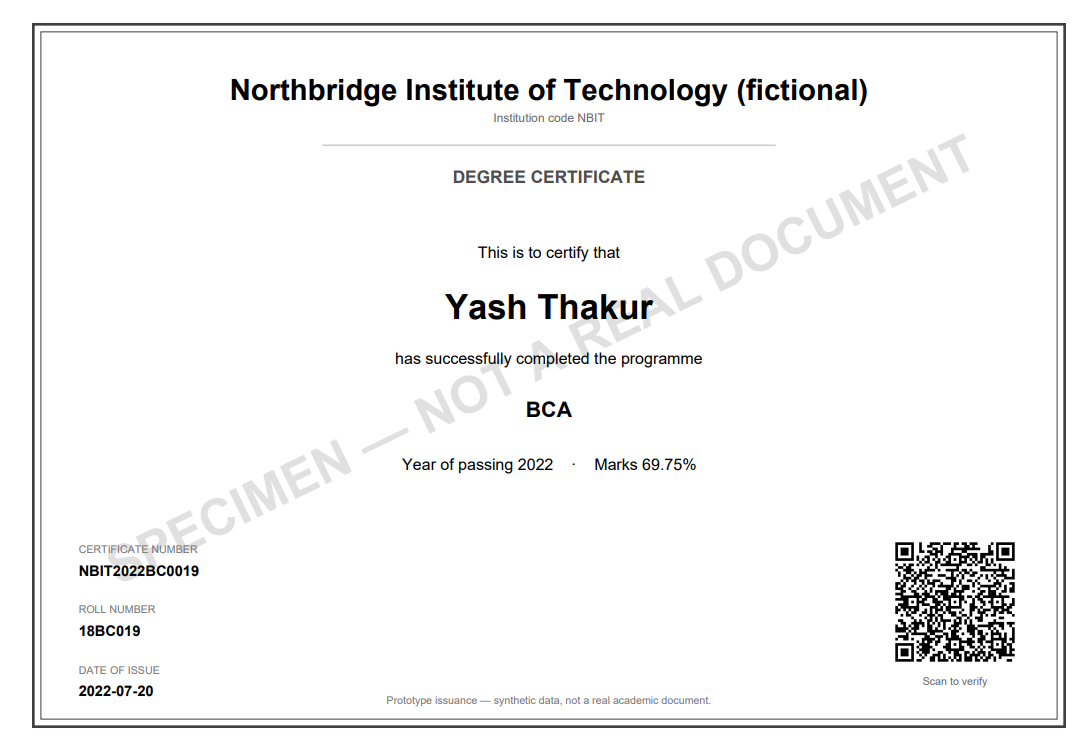 Northbridge Institute of Technology (fictional)
Institution code NBIT
DEGREE CERTIFICATE
This is to certify that
Yash Thakur
has successfully completed the programme
BCA
Year of passing 2022 · Marks 69.75%
SPECIMEN — NOT A REAL DOCUMENT
CERTIFICATE NUMBER
NBIT2022BC0019
ROLL NUMBER
18BC019
DATE OF ISSUE
2022-07-20
Scan to verify
Prototype issuance — synthetic data, not a real academic document.